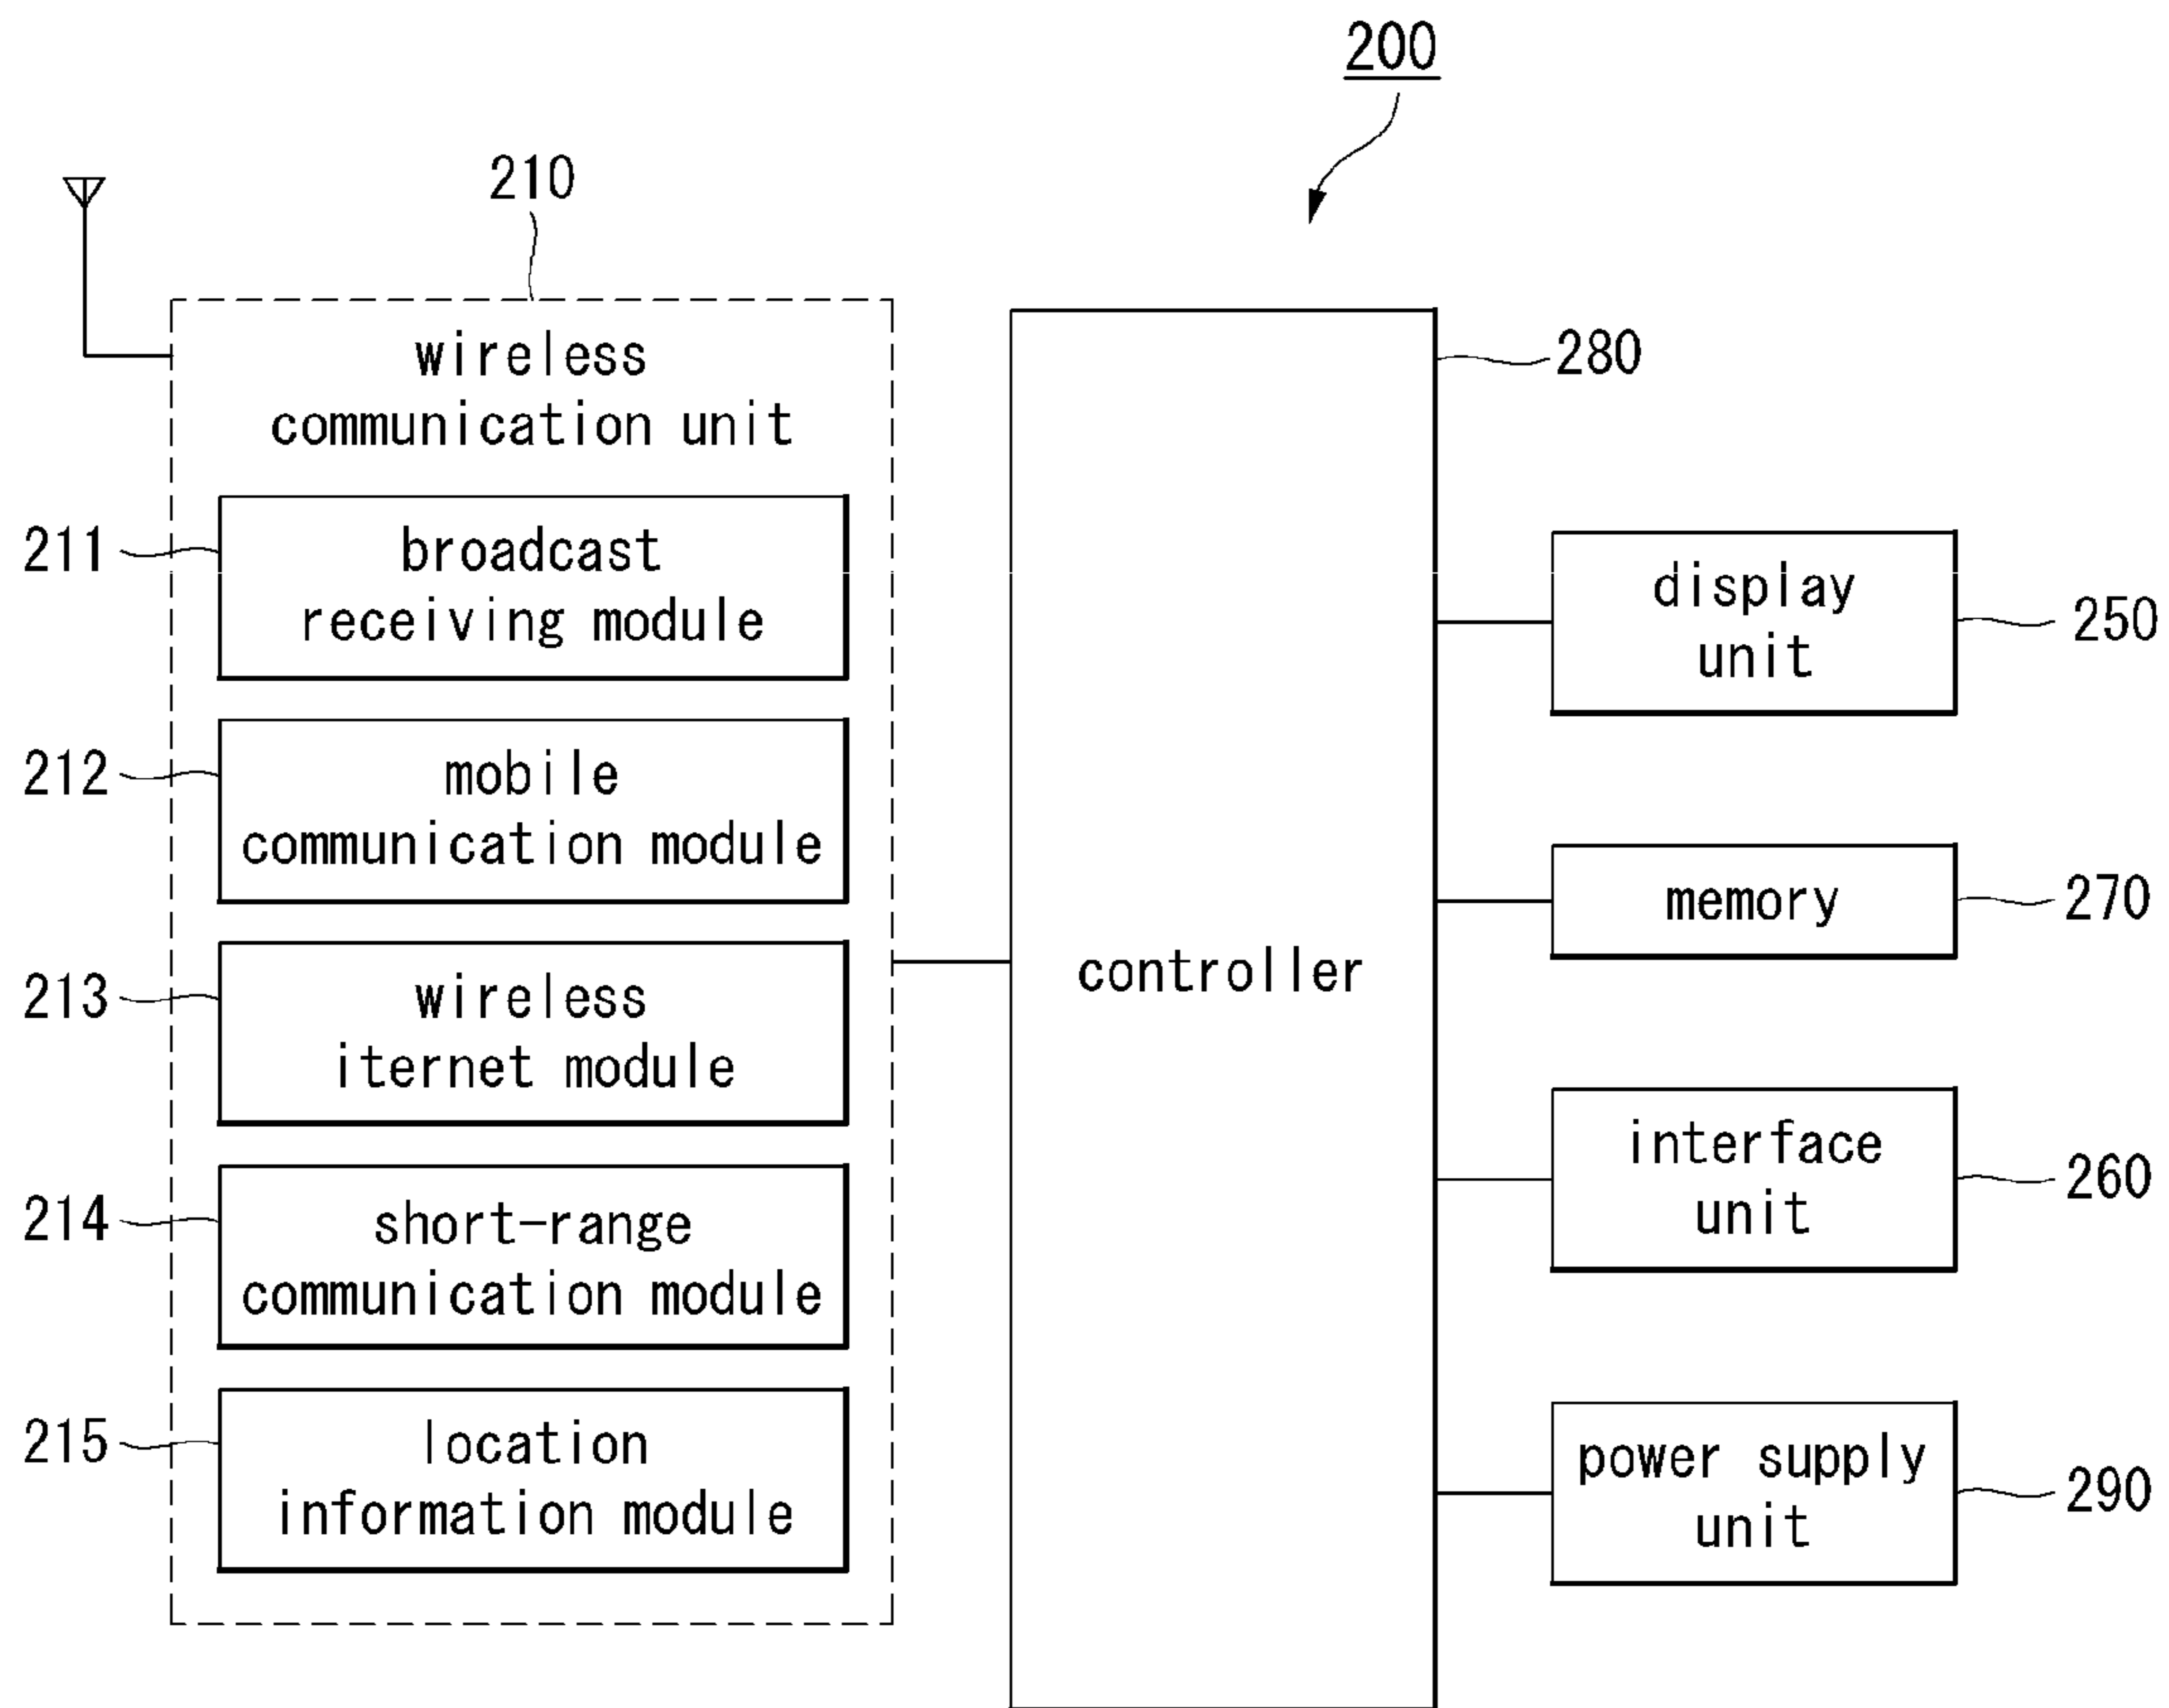 200
210
wireless
communication unit
211
broadcast
receiving module
212
mobile
communication module
213
wireless
iternet module
214
short-range
communication module
215
location
information module
controller
280
display
unit
250
memory
270
interface
unit
260
power supply
unit
290